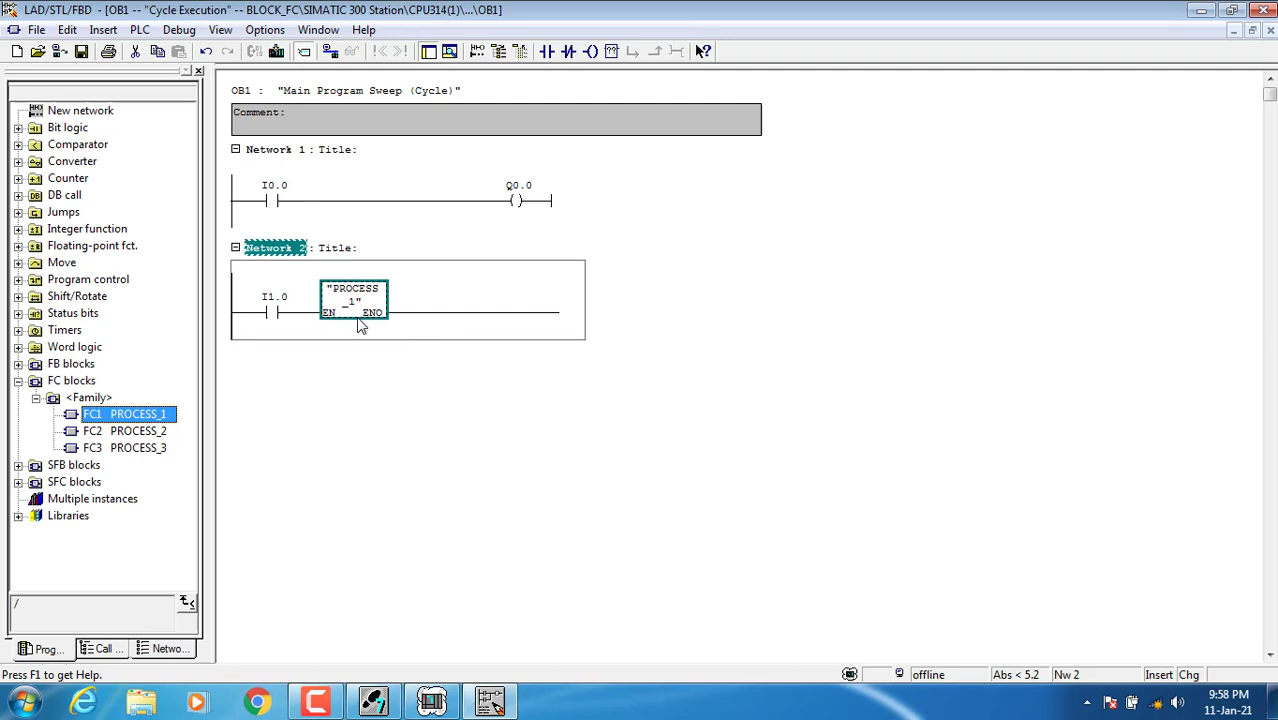 LAD/STL/FBD - [OB1 -- "Cycle Execution" -- BLOCK_FC\SIMATIC 300 Station\CPU314(1)\...\OB1]
File Edit Insert PLC Debug View Options Window Help
New network
Bit logic
Comparator
Converter
Counter
DB call
Jumps
Integer function
Floating-point fct.
Move
Program control
Shift/Rotate
Status bits
Timers
Word logic
FB blocks
FC blocks
<Family>
FC1 PROCESS_1
FC2 PROCESS_2
FC3 PROCESS_3
SFB blocks
SFC blocks
Multiple instances
Libraries
/
Prog... Call ... Netwo...
OB1 : "Main Program Sweep (Cycle)"
Comment:
Network 1 : Title:
I0.0 Q0.0
Network 2 : Title:
I1.0
"PROCESS
_1"
EN ENO
Press F1 to get Help.
offline Abs < 5.2 Nw 2 Insert Chg
9:58 PM
11-Jan-21